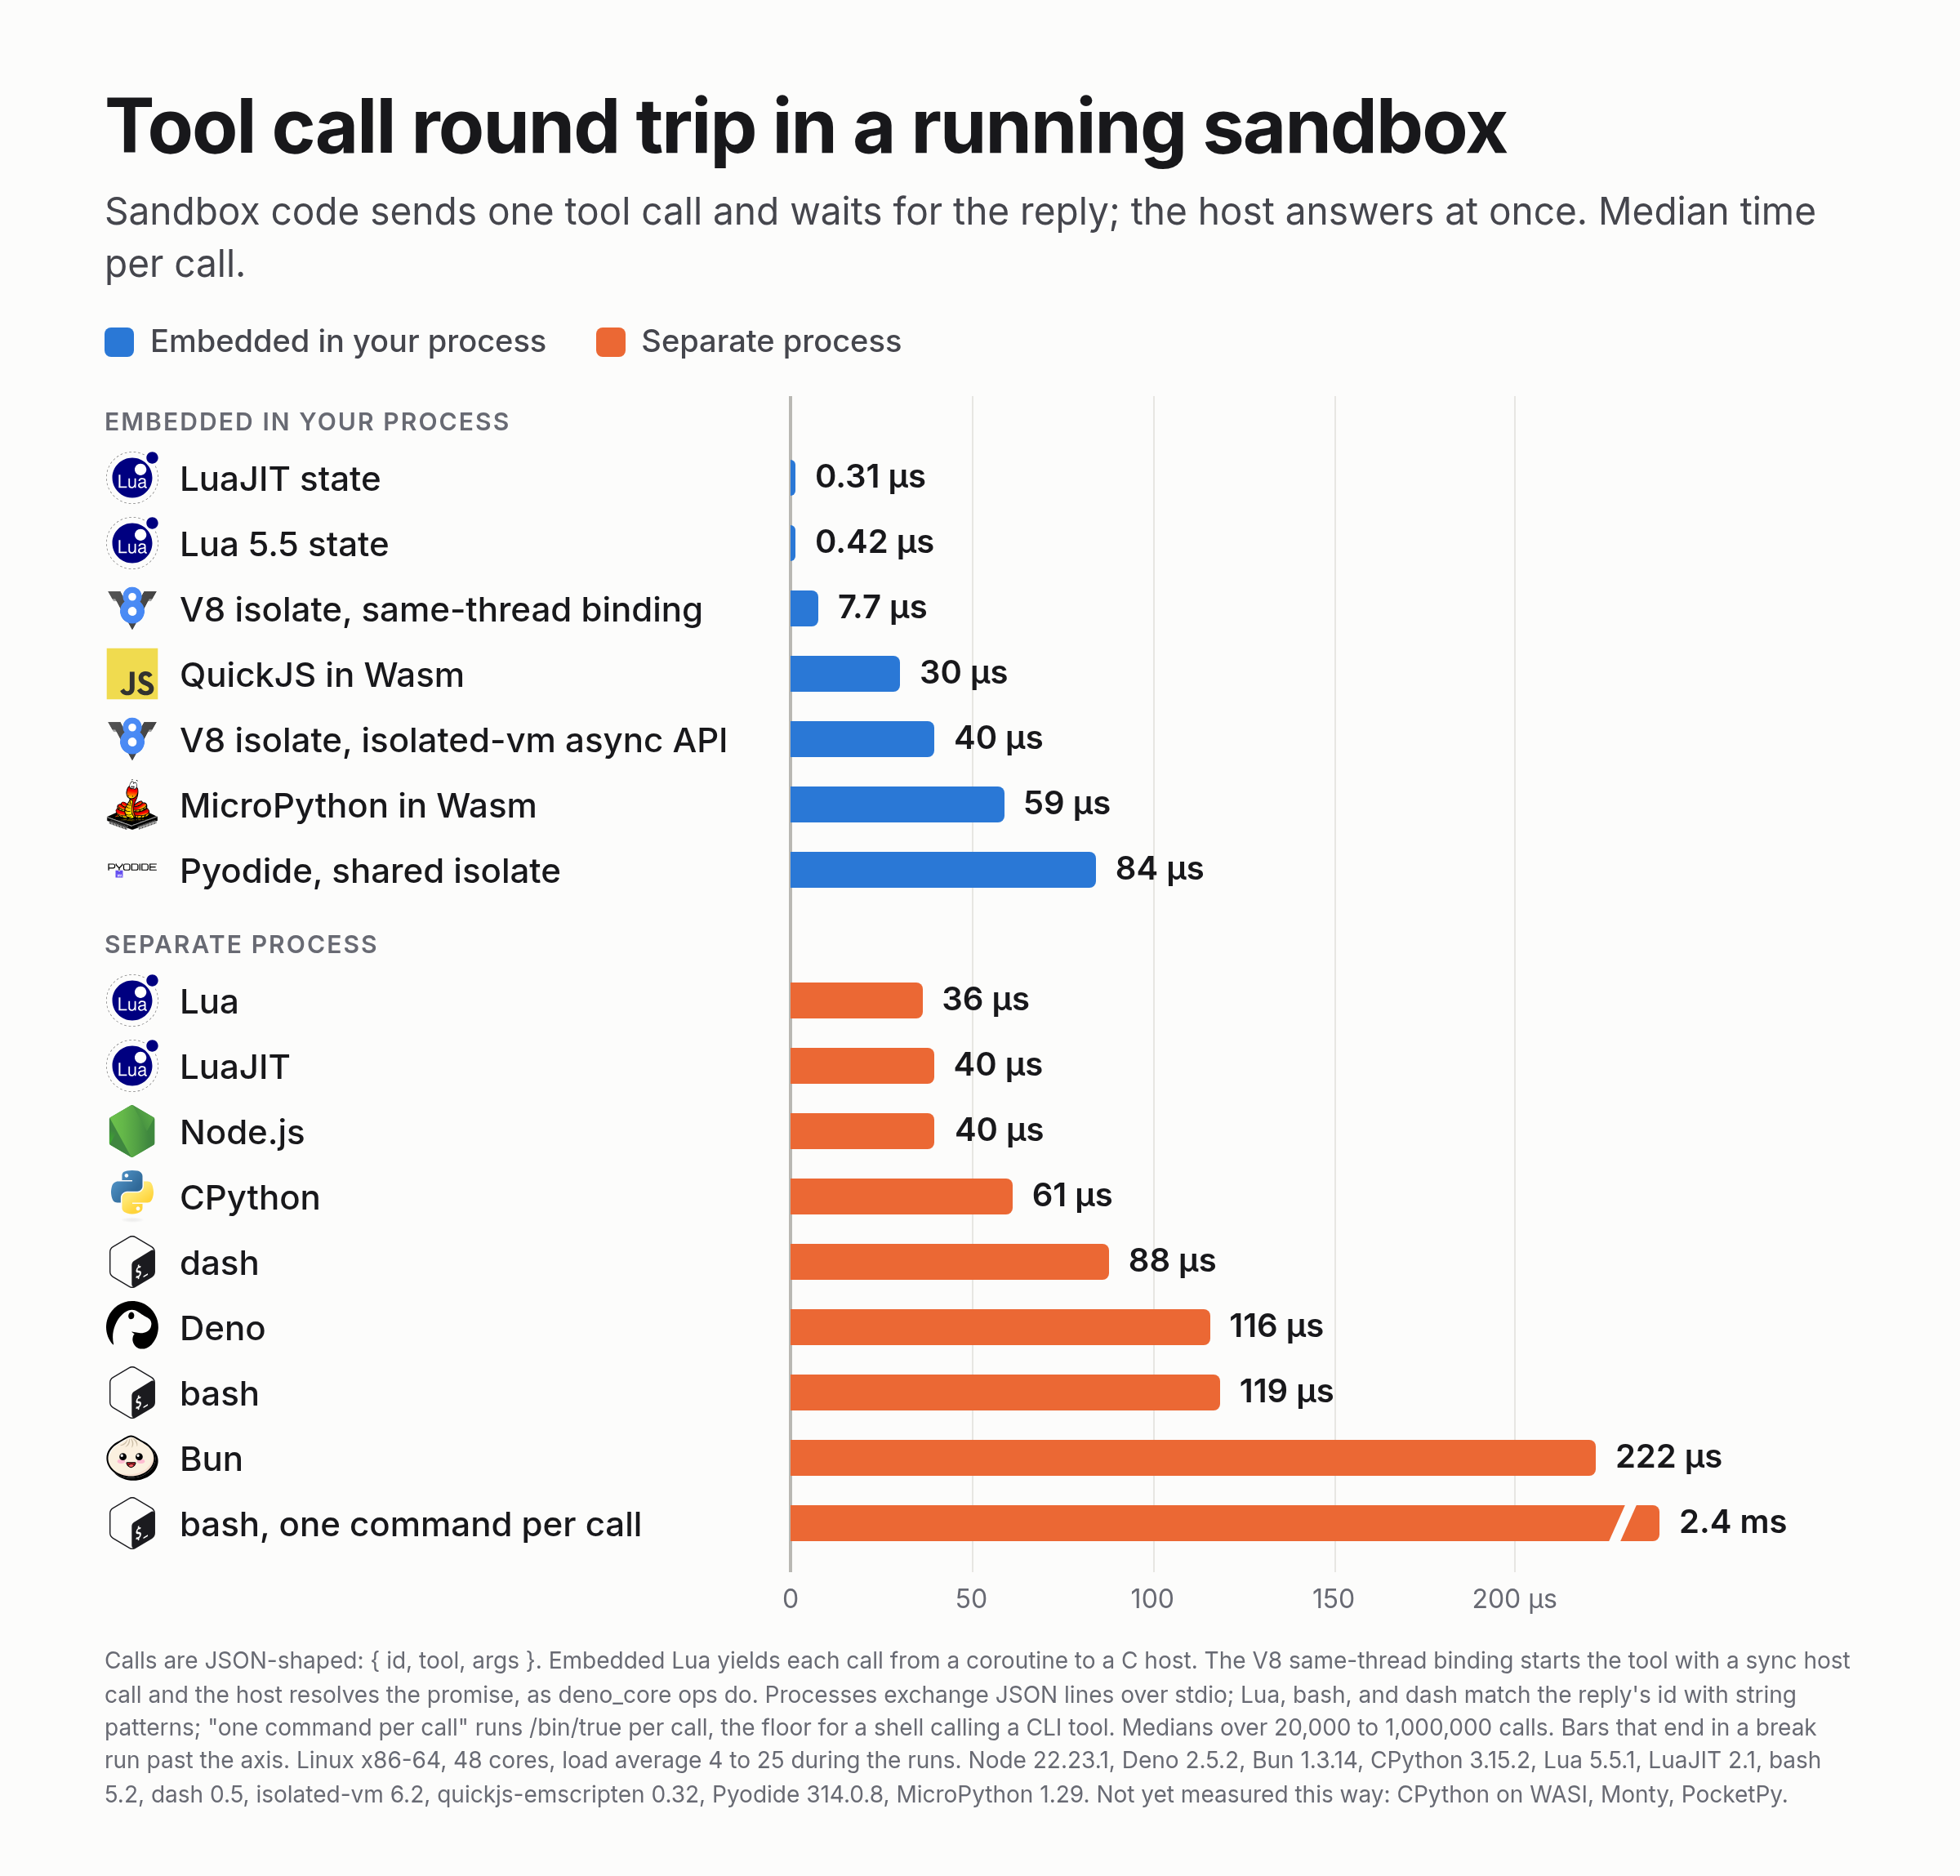 Tool call round trip in a running sandbox
Sandbox code sends one tool call and waits for the reply; the host answers at once. Median time
per call.
Embedded in your process
Separate process
EMBEDDED IN YOUR PROCESS
Lua LuaJIT state 0.31 µs
Lua Lua 5.5 state 0.42 µs
V8 isolate, same-thread binding 7.7 µs
JS QuickJS in Wasm 30 µs
V8 isolate, isolated-vm async API 40 µs
MicroPython in Wasm 59 µs
PYODIDE Pyodide, shared isolate 84 µs
SEPARATE PROCESS
Lua Lua 36 µs
Lua LuaJIT 40 µs
Node.js 40 µs
CPython 61 µs
$_ dash 88 µs
Deno 116 µs
$_ bash 119 µs
Bun 222 µs
$_ bash, one command per call 2.4 ms
0 50 100 150 200 µs
Calls are JSON-shaped: { id, tool, args }. Embedded Lua yields each call from a coroutine to a C host. The V8 same-thread binding starts the tool with a sync host
call and the host resolves the promise, as deno_core ops do. Processes exchange JSON lines over stdio; Lua, bash, and dash match the reply's id with string
patterns; "one command per call" runs /bin/true per call, the floor for a shell calling a CLI tool. Medians over 20,000 to 1,000,000 calls. Bars that end in a break
run past the axis. Linux x86-64, 48 cores, load average 4 to 25 during the runs. Node 22.23.1, Deno 2.5.2, Bun 1.3.14, CPython 3.15.2, Lua 5.5.1, LuaJIT 2.1, bash
5.2, dash 0.5, isolated-vm 6.2, quickjs-emscripten 0.32, Pyodide 314.0.8, MicroPython 1.29. Not yet measured this way: CPython on WASI, Monty, PocketPy.